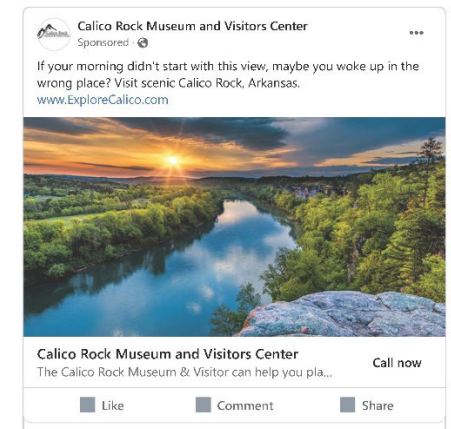 Calico Rock Museum and Visitors Center
Sponsored ·
If your morning didn't start with this view, maybe you woke up in the
wrong place? Visit scenic Calico Rock, Arkansas.
www.ExploreCalico.com
Calico Rock Museum and Visitors Center
The Calico Rock Museum & Visitor can help you pla...
Call now
Like
Comment
Share